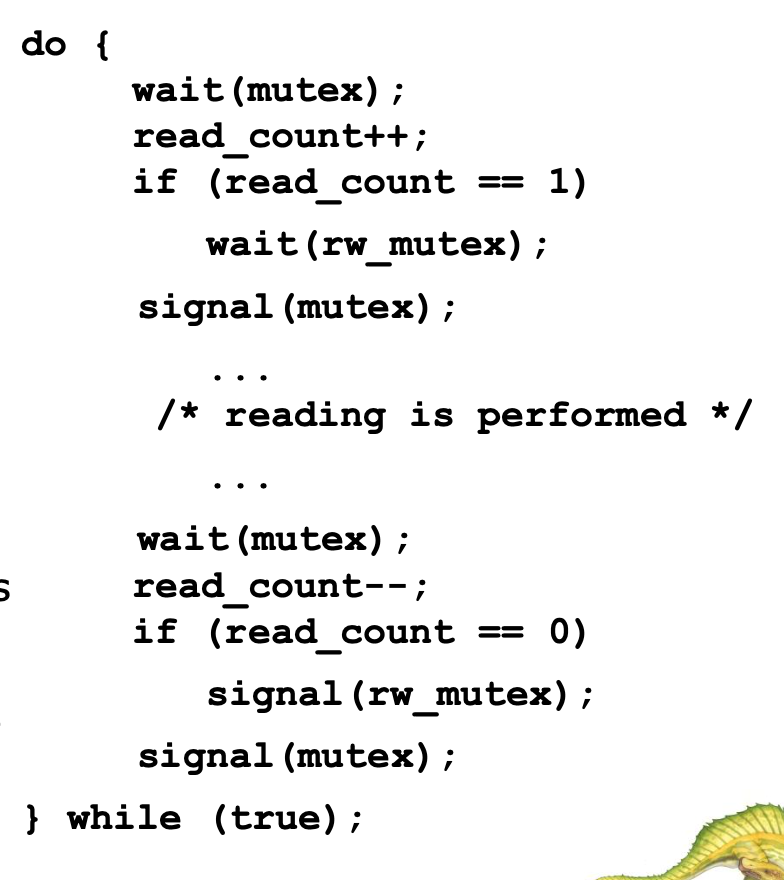 do {
wait(mutex);
read_count++;
if (read_count == 1)
wait(rw_mutex);
signal(mutex);
...
/* reading is performed */
...
wait(mutex);
s read_count--;
if (read_count == 0)
signal(rw_mutex);
signal(mutex);
} while (true);